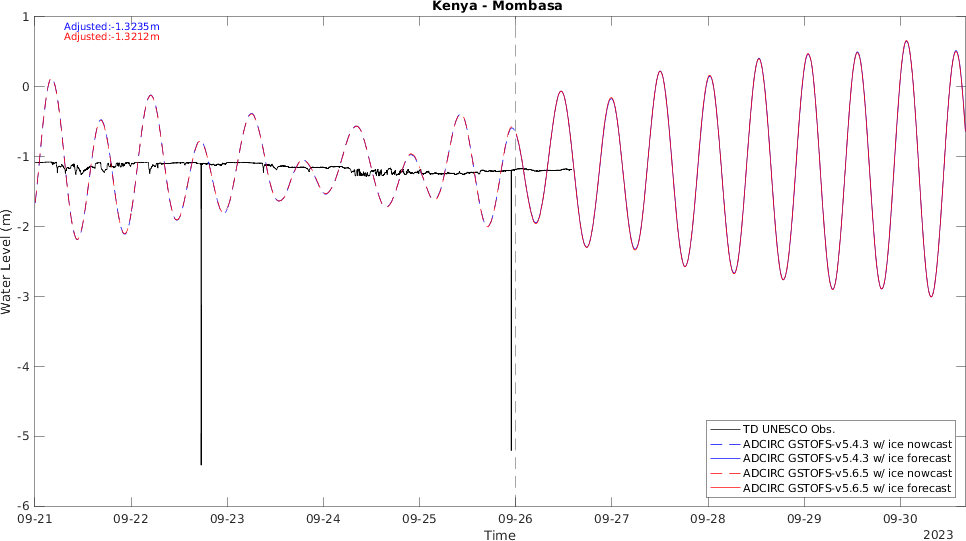 Kenya - Mombasa
Adjusted:-1.3235m
Adjusted:-1.3212m
1
0
-1
-2
-3
-4
-5
-6
Water Level (m)
TD UNESCO Obs.
ADCIRC GSTOFS-v5.4.3 w/ ice nowcast
ADCIRC GSTOFS-v5.4.3 w/ ice forecast
ADCIRC GSTOFS-v5.6.5 w/ ice nowcast
ADCIRC GSTOFS-v5.6.5 w/ ice forecast
09-21 09-22 09-23 09-24 09-25 09-26 09-27 09-28 09-29 09-30
Time
2023